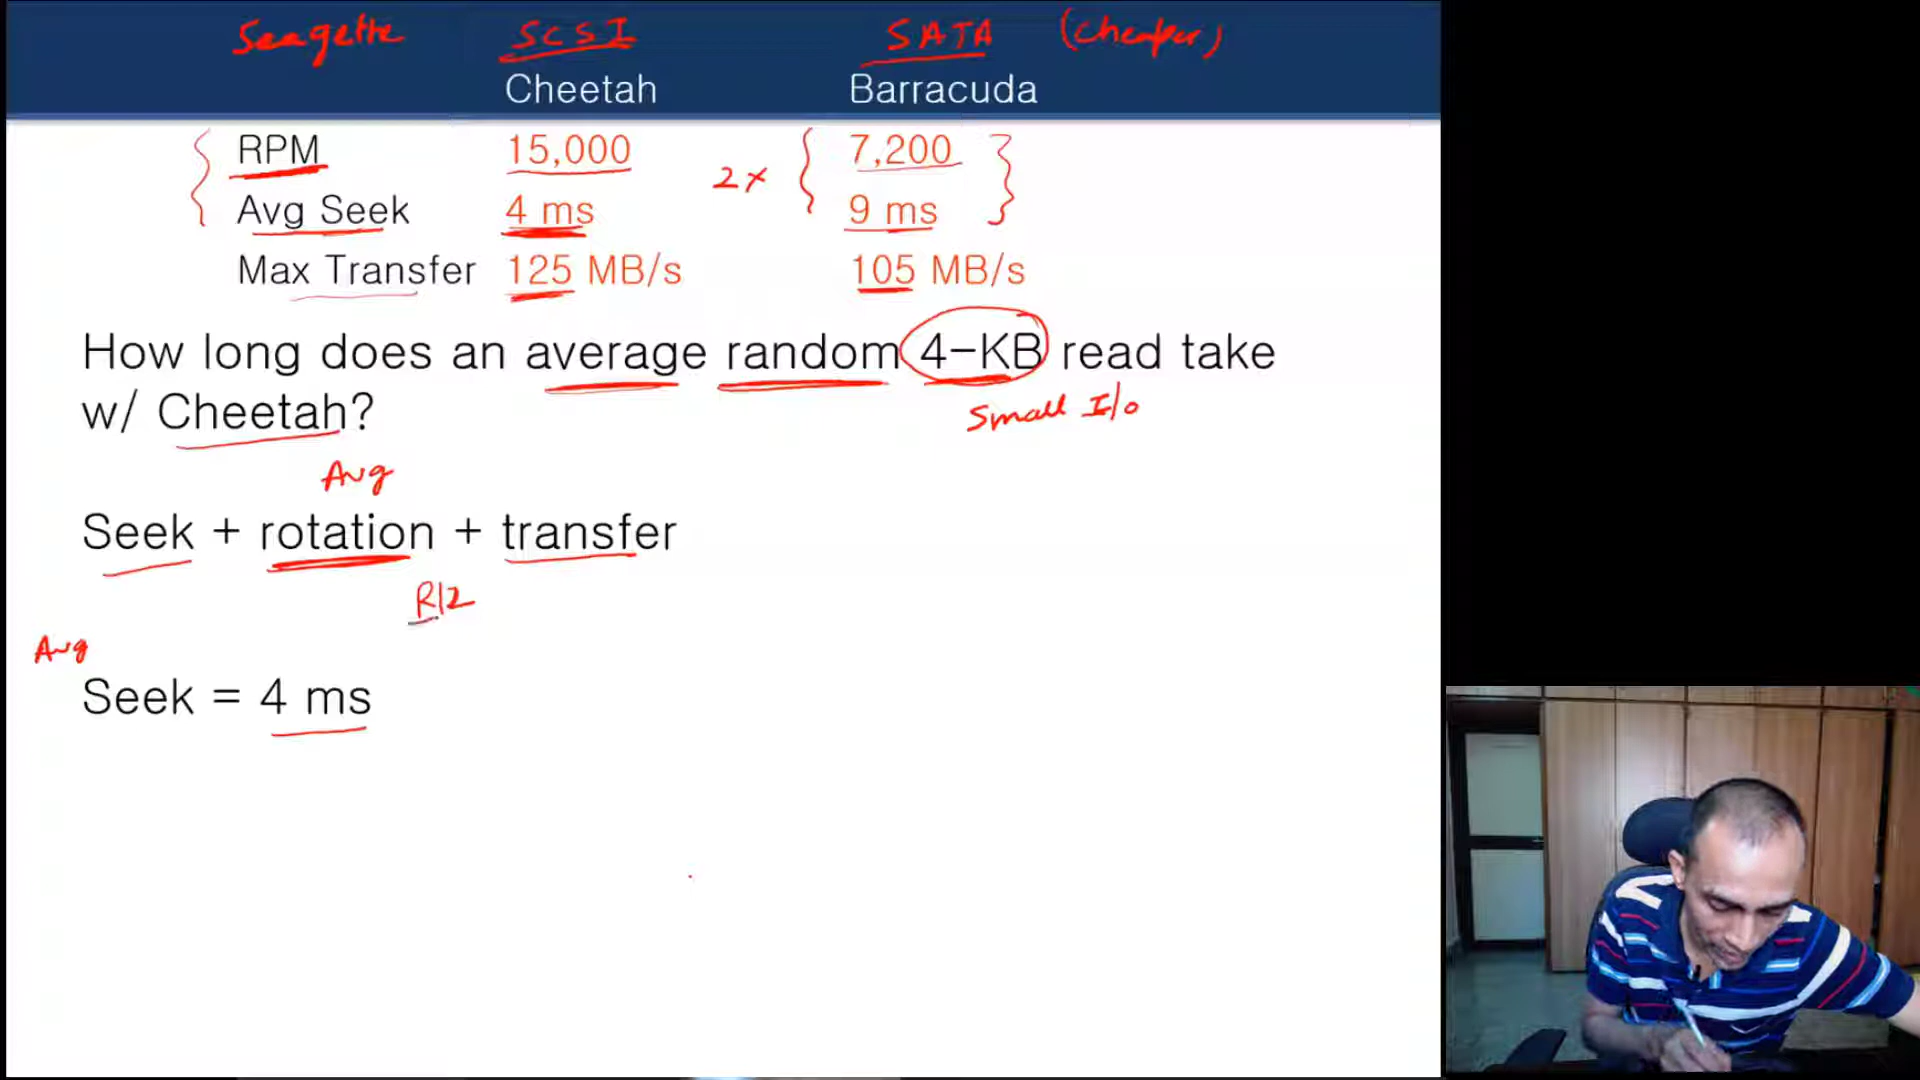 Seagette SCSI SATA (Cheaper)
Cheetah Barracuda
RPM 15,000 2x 7,200
Avg Seek 4 ms 9 ms
Max Transfer 125 MB/s 105 MB/s
How long does an average random 4-KB read take
w/ Cheetah?
Small I/o
Avg
Seek + rotation + transfer
R/2
Avg
Seek = 4 ms